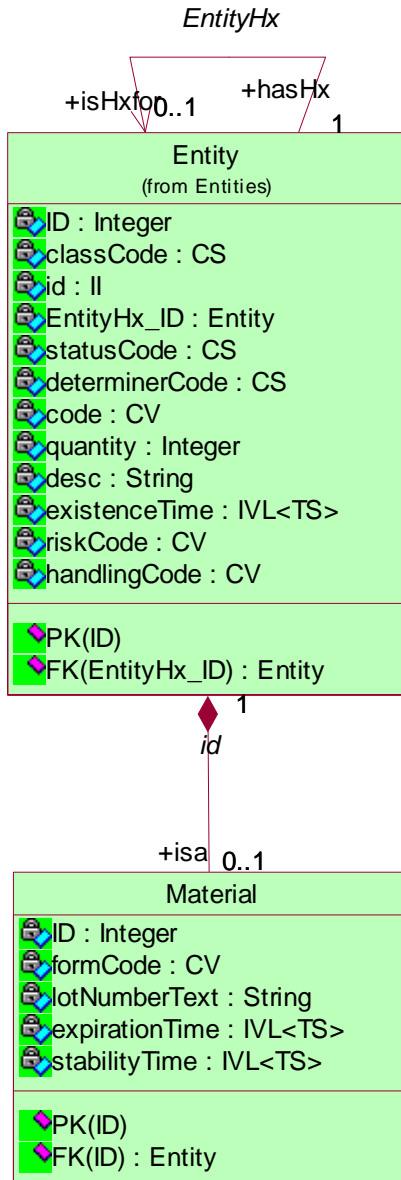 EntityHx
+isHxfor
0..1
+hasHx
1
Entity
(from Entities)
ID : Integer
classCode : CS
id : II
EntityHx_ID : Entity
statusCode : CS
determinerCode : CS
code : CV
quantity : Integer
desc : String
existenceTime : IVL<TS>
riskCode : CV
handlingCode : CV
PK(ID)
FK(EntityHx_ID) : Entity
1
id
+isa
0..1
Material
ID : Integer
formCode : CV
lotNumberText : String
expirationTime : IVL<TS>
stabilityTime : IVL<TS>
PK(ID)
FK(ID) : Entity